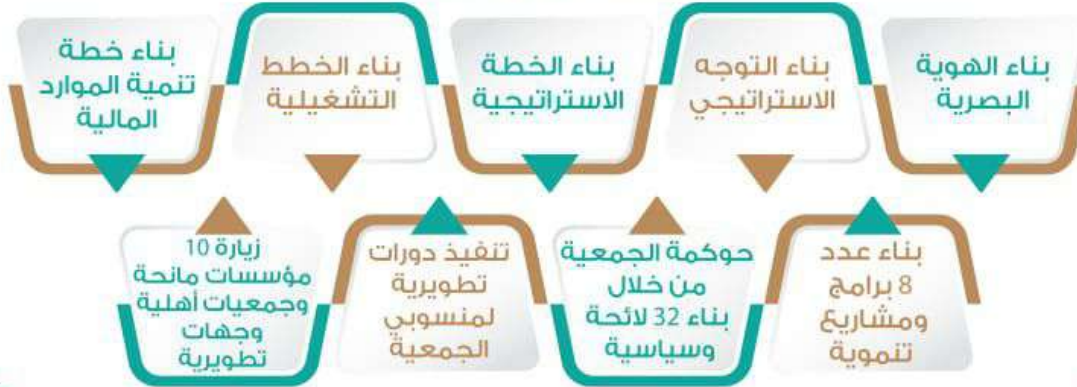 بناء الهوية
البصرية
بناء التوجه
الاستراتيجي
بناء الخطة
الاستراتيجية
بناء الخطط
التشغيلية
بناء خطة
تنمية الموارد
المالية
بناء عدد
8 برامج
ومشاريع
تنموية
حوكمة الجمعية
من خلال
بناء 32 لائحة
وسياسية
تنفيذ دورات
تطويرية
لمنسوبي
الجمعية
زيارة 10
مؤسسات مانحة
وجمعيات أهلية
وجهات
تطويرية